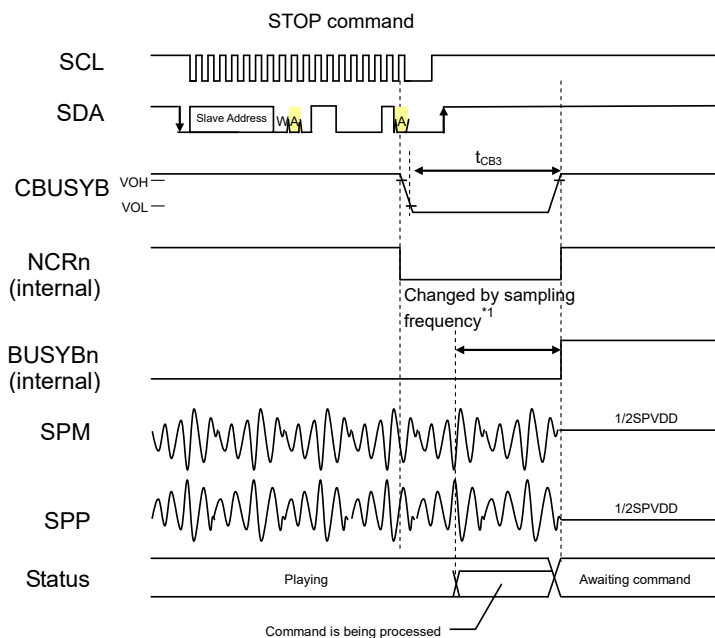 STOP command
SCL
SDA
Slave Address
W
A
A
tCB3
CBUSYB
VOH
VOL
NCRn
(internal)
Changed by sampling
frequency*1
BUSYBn
(internal)
SPM
1/2SPVDD
SPP
1/2SPVDD
Status
Playing
Awaiting command
Command is being processed